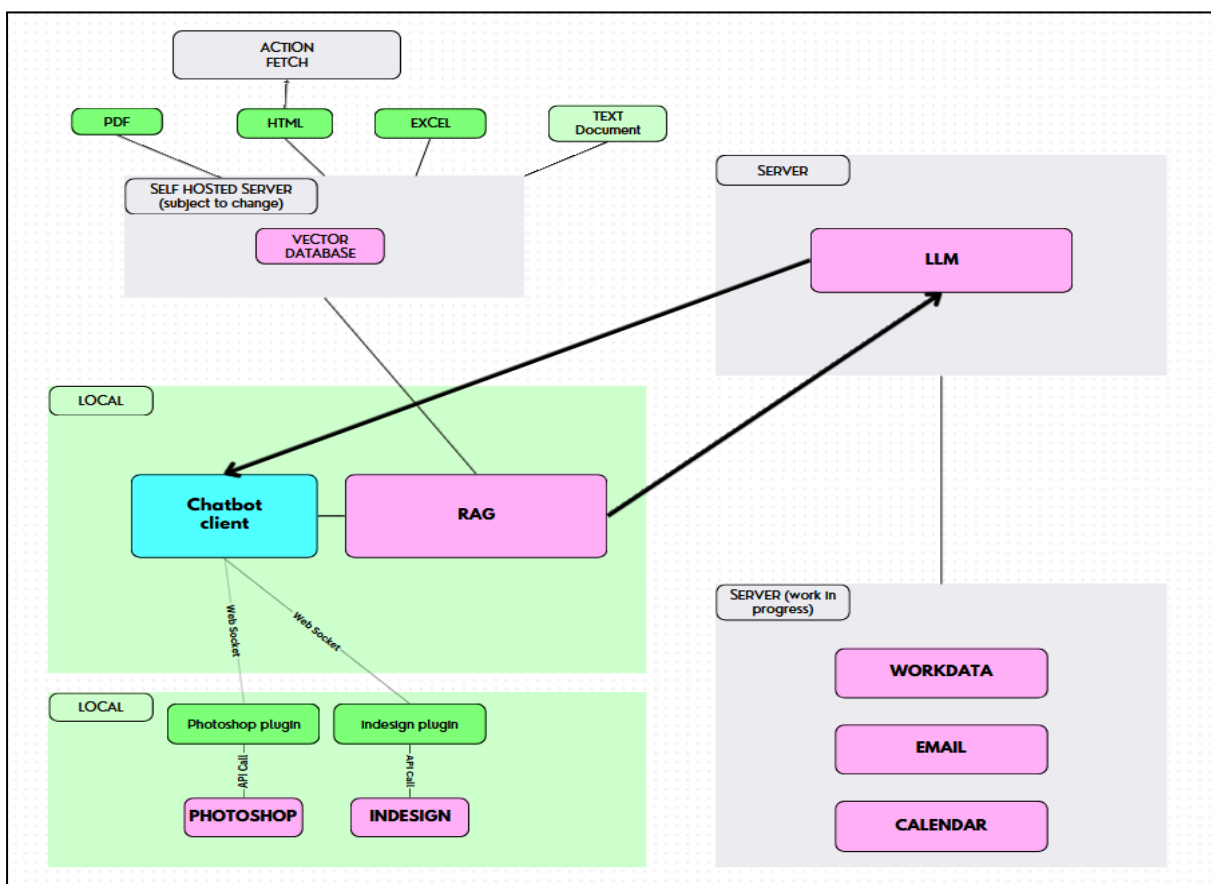 ACTION
FETCH
PDF
HTML
EXCEL
TEXT
Document
SELF HOSTED SERVER
(subject to change)
VECTOR
DATABASE
SERVER
LLM
LOCAL
Chatbot
client
RAG
Web Socket
Web Socket
SERVER (work in
progress)
WORKDATA
EMAIL
CALENDAR
LOCAL
Photoshop plugin
Indesign plugin
API Call
API Call
PHOTOSHOP
INDESIGN